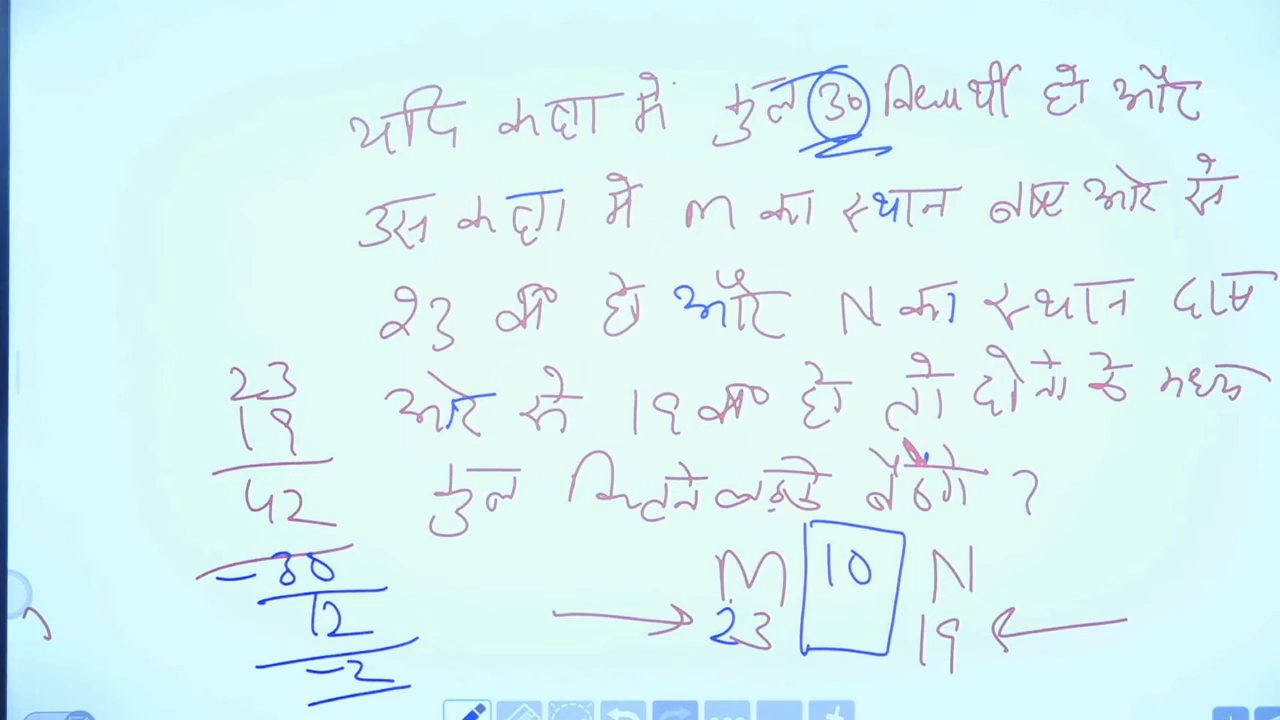 यदि कक्षा में कुल 30 विद्यार्थी हो और
उस कक्षा में M का स्थान बाए ओर से
23 वी हो और N का स्थान दाए
ओर से 19 वी हो तो दोनो के मध्य
कुल कितने लड़के बैठेंगे ?
23
19
42
-30
12
-2
M 10 N
23 19